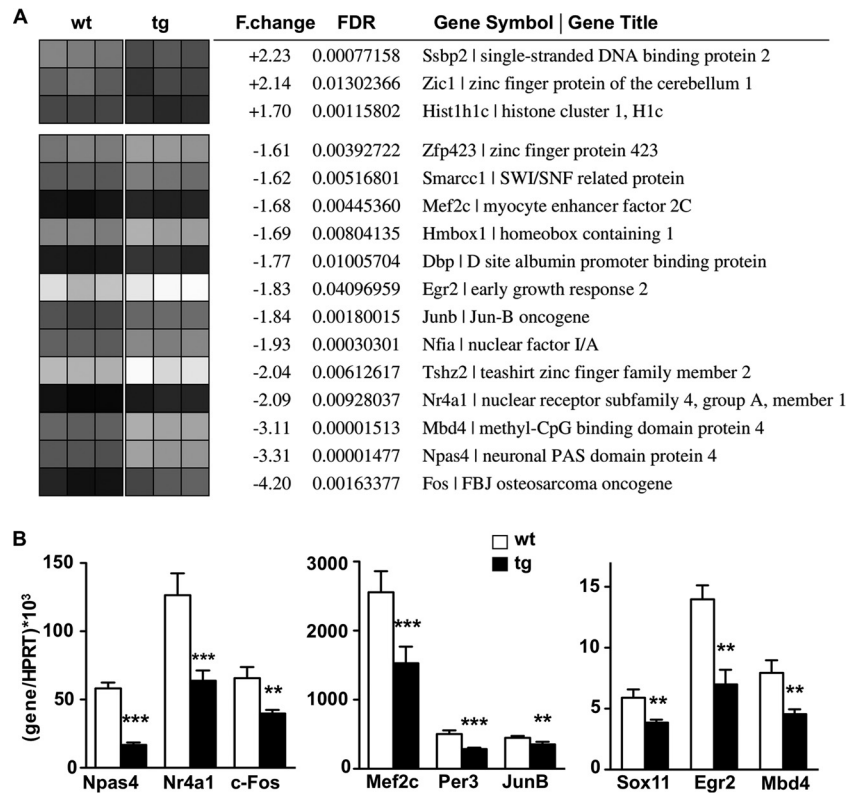 A
wt tg F.change FDR Gene Symbol | Gene Title
+2.23 0.00077158 Ssbp2 | single-stranded DNA binding protein 2
+2.14 0.01302366 Zic1 | zinc finger protein of the cerebellum 1
+1.70 0.00115802 Hist1h1c | histone cluster 1, H1c
-1.61 0.00392722 Zfp423 | zinc finger protein 423
-1.62 0.00516801 Smarcc1 | SWI/SNF related protein
-1.68 0.00445360 Mef2c | myocyte enhancer factor 2C
-1.69 0.00804135 Hmbox1 | homeobox containing 1
-1.77 0.01005704 Dbp | D site albumin promoter binding protein
-1.83 0.04096959 Egr2 | early growth response 2
-1.84 0.00180015 Junb | Jun-B oncogene
-1.93 0.00030301 Nfia | nuclear factor I/A
-2.04 0.00612617 Tshz2 | teashirt zinc finger family member 2
-2.09 0.00928037 Nr4a1 | nuclear receptor subfamily 4, group A, member 1
-3.11 0.00001513 Mbd4 | methyl-CpG binding domain protein 4
-3.31 0.00001477 Npas4 | neuronal PAS domain protein 4
-4.20 0.00163377 Fos | FBJ osteosarcoma oncogene
B
(gene/HPRT)*10³
150
100
50
0
***
***
**
Npas4 Nr4a1 c-Fos
3000
2000
1000
0
***
***
**
Mef2c Per3 JunB
wt
tg
15
10
5
0
**
**
**
Sox11 Egr2 Mbd4